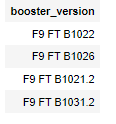 booster_version
F9 FT B1022
F9 FT B1026
F9 FT B1021.2
F9 FT B1031.2